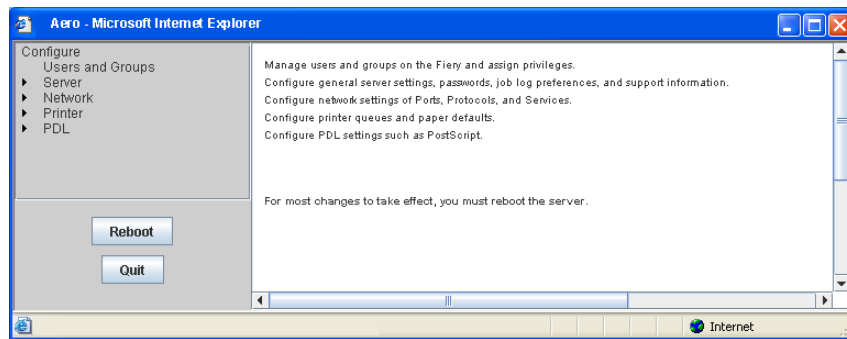 Aero - Microsoft Internet Explorer
Configure
Users and Groups
Server
Network
Printer
PDL
Reboot
Quit
Manage users and groups on the Fiery and assign privileges.
Configure general server settings, passwords, job log preferences, and support information.
Configure network settings of Ports, Protocols, and Services.
Configure printer queues and paper defaults.
Configure PDL settings such as PostScript.
For most changes to take effect, you must reboot the server.
Internet